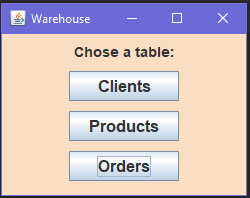 Warehouse
Chose a table:
Clients
Products
Orders